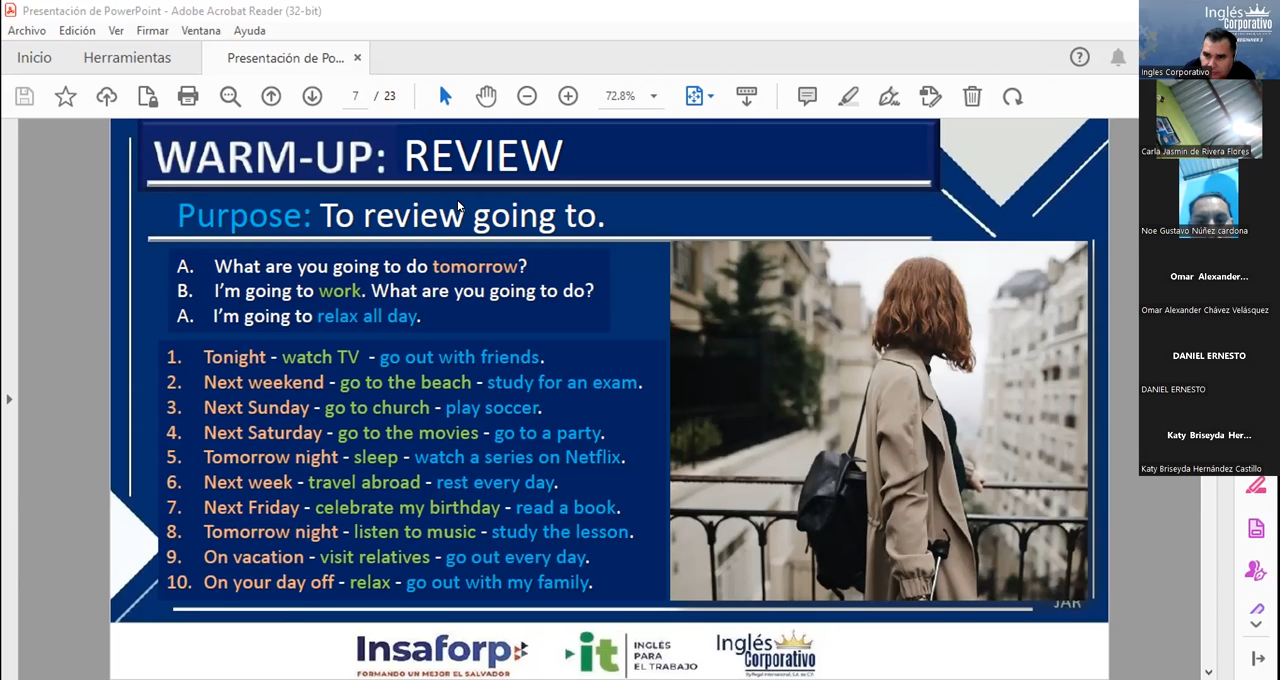 Presentación de PowerPoint - Adobe Acrobat Reader (32-bit)
Archivo Edición Ver Firmar Ventana Ayuda
Inicio Herramientas Presentación de Po... ×
7 / 23 72.8%
WARM-UP: REVIEW
Purpose: To review going to.
A. What are you going to do tomorrow?
B. I'm going to work. What are you going to do?
A. I'm going to relax all day.
1. Tonight - watch TV - go out with friends.
2. Next weekend - go to the beach - study for an exam.
3. Next Sunday - go to church - play soccer.
4. Next Saturday - go to the movies - go to a party.
5. Tomorrow night - sleep - watch a series on Netflix.
6. Next week - travel abroad - rest every day.
7. Next Friday - celebrate my birthday - read a book.
8. Tomorrow night - listen to music - study the lesson.
9. On vacation - visit relatives - go out every day.
10. On your day off - relax - go out with my family.
JAR
Insaforp
FORMANDO UN MEJOR EL SALVADOR
it
INGLÉS
PARA
EL TRABAJO
Inglés
Corporativo
Inglés
Corporativo
BEGINNER 3
Ingles Corporativo
Carla Jasmin de Rivera Flores
Noe Gustavo Núñez cardona
Omar Alexander...
Omar Alexander Chávez Velásquez
DANIEL ERNESTO
DANIEL ERNESTO
Katy Briseyda Her...
Katy Briseyda Hernández Castillo